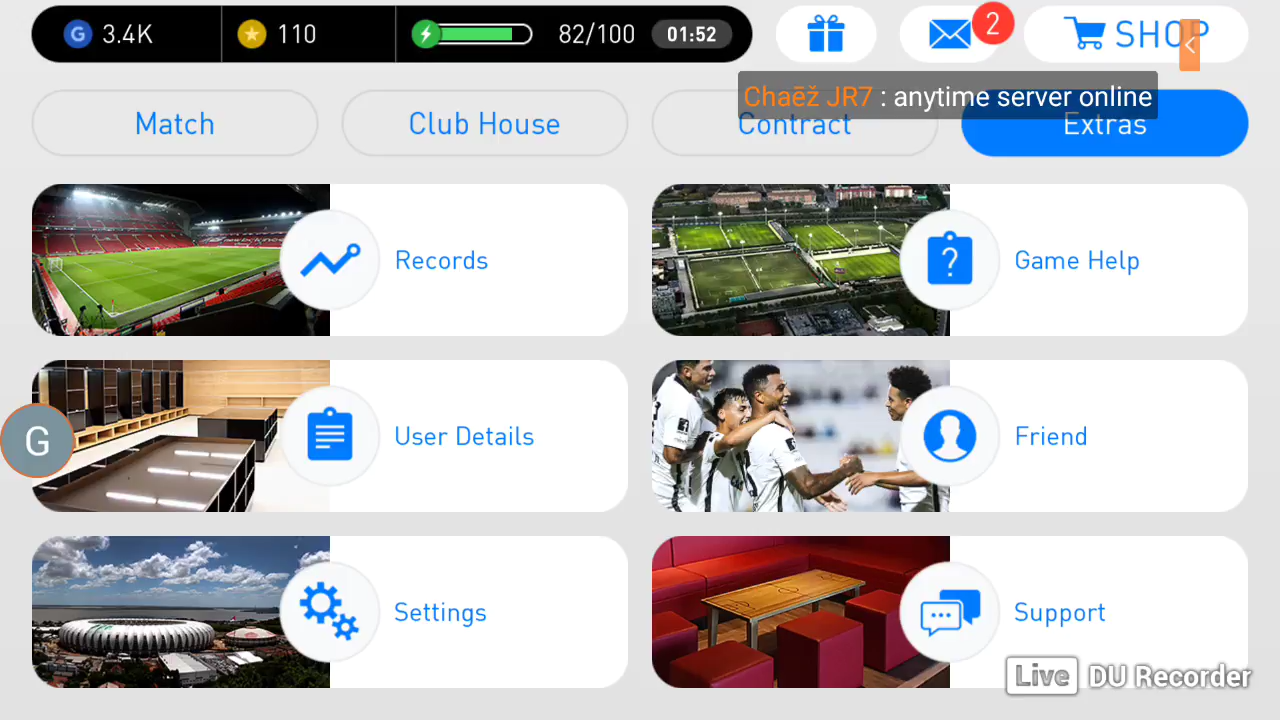 G 3.4K 110 82/100 01:52 2 SHOP
Chaēž JR7 : anytime server online
Match Club House Contract Extras
Records Game Help
G User Details Friend
Settings Support
Live DU Recorder